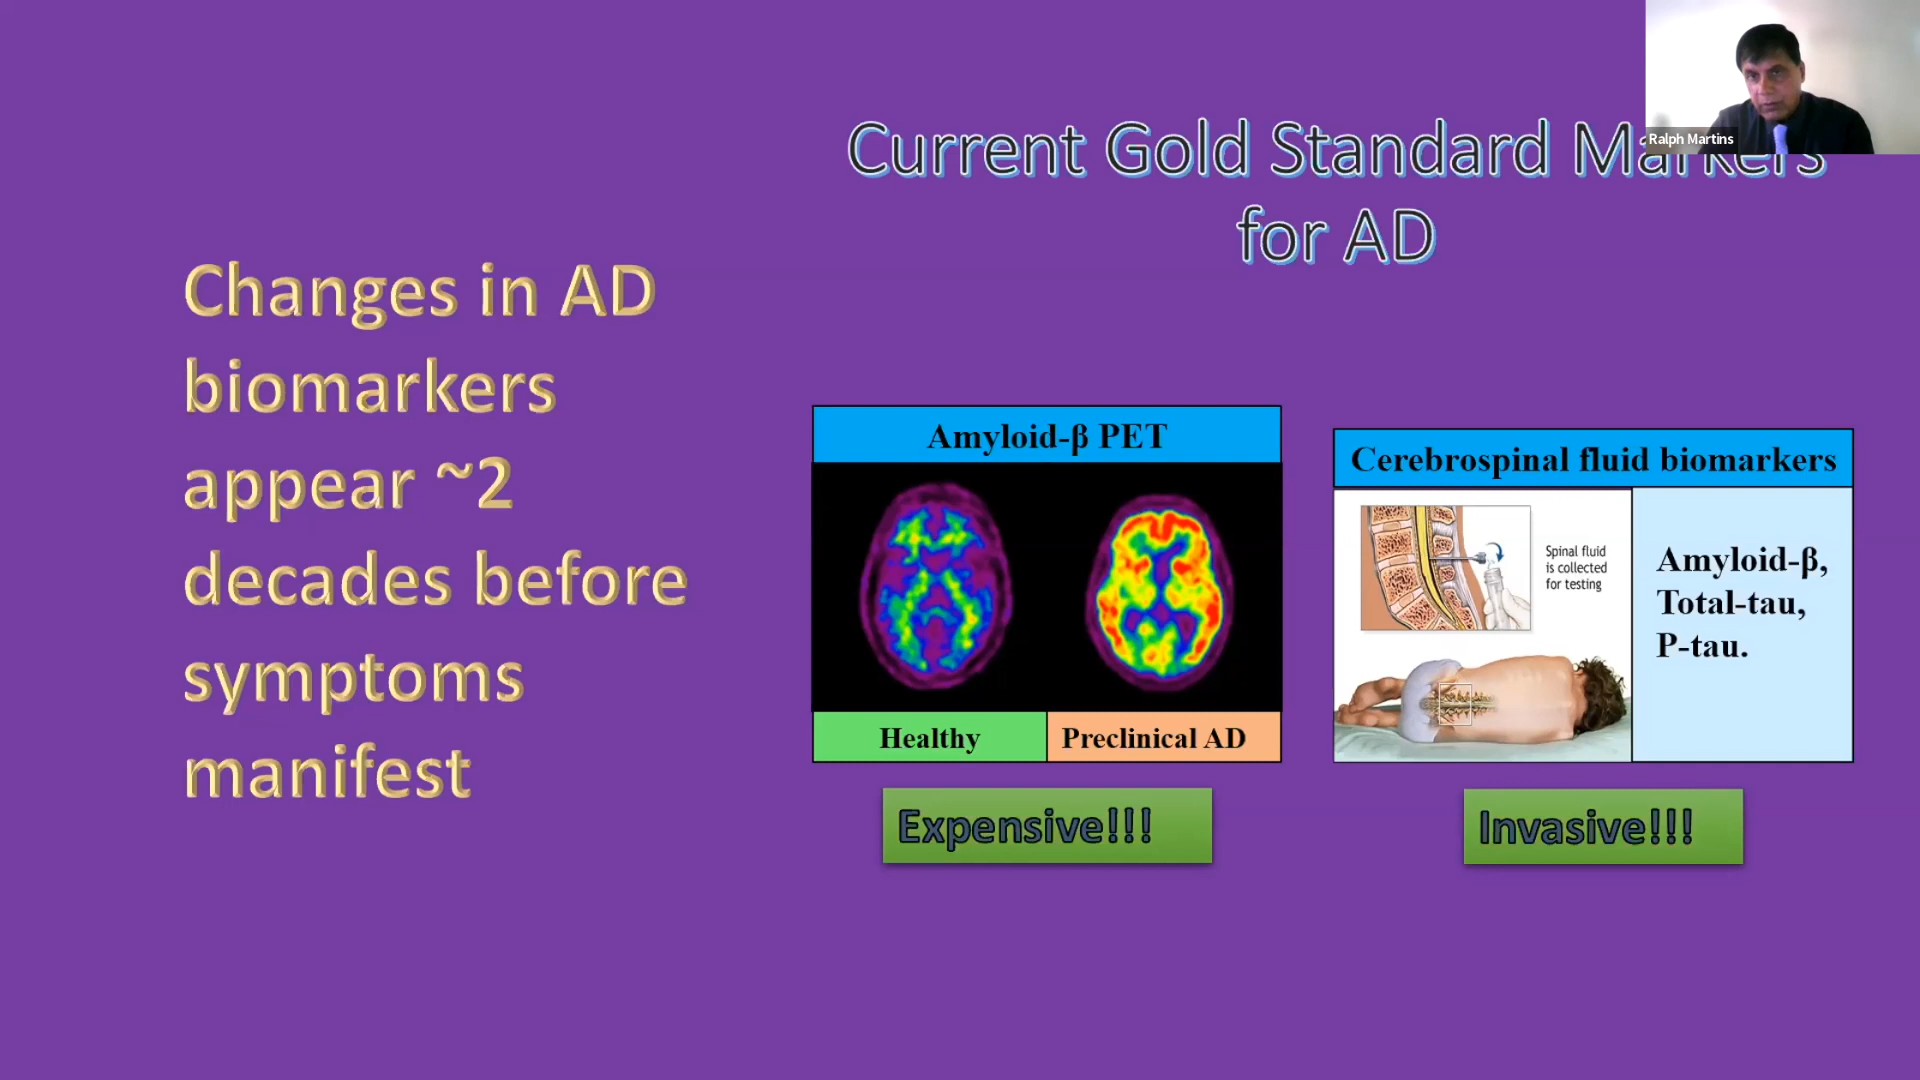 Ralph Martins
Current Gold Standard Markers
for AD
Changes in AD
biomarkers
appear ~2
decades before
symptoms
manifest
Amyloid-β PET
Healthy
Preclinical AD
Expensive!!!
Cerebrospinal fluid biomarkers
Spinal fluid
is collected
for testing
Amyloid-β,
Total-tau,
P-tau.
Invasive!!!